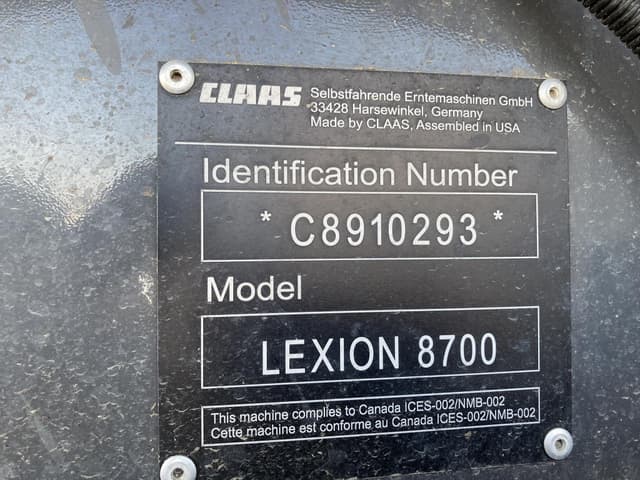 CLAAS Selbstfahrende Erntemaschinen GmbH
33428 Harsewinkel, Germany
Made by CLAAS, Assembled in USA
Identification Number
* C8910293 *
Model
LEXION 8700
This machine complies to Canada ICES-002/NMB-002
Cette machine est conforme au Canada ICES-002/NMB-002